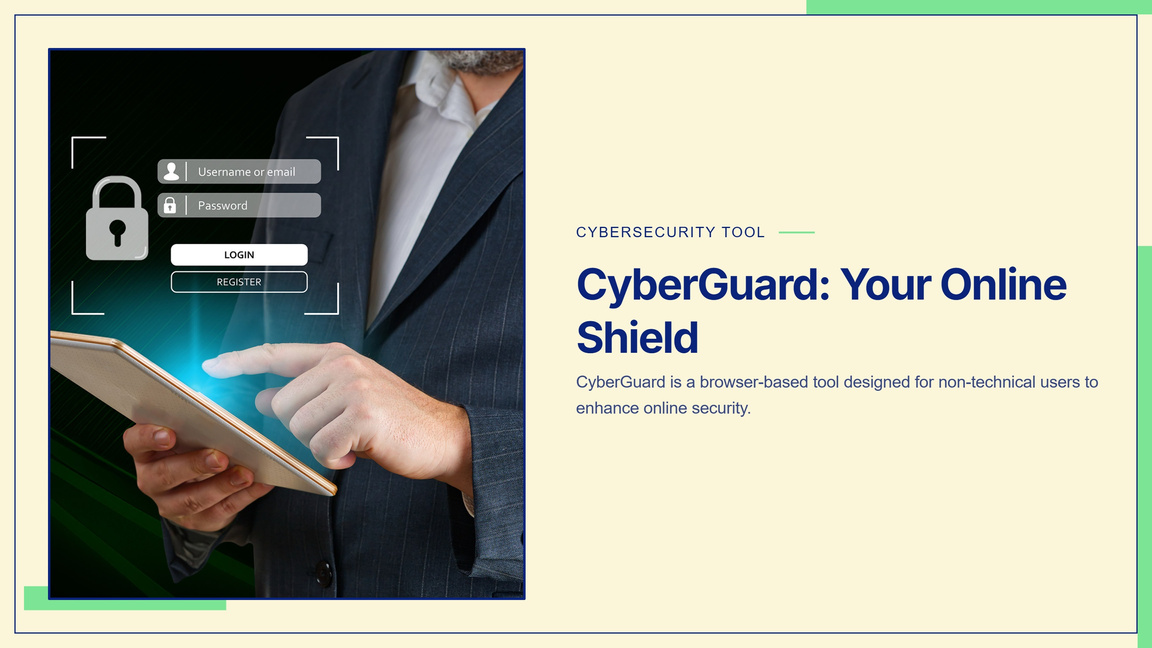 Username or email
Password
LOGIN
REGISTER
CYBERSECURITY TOOL
CyberGuard: Your Online
Shield
CyberGuard is a browser-based tool designed for non-technical users to
enhance online security.